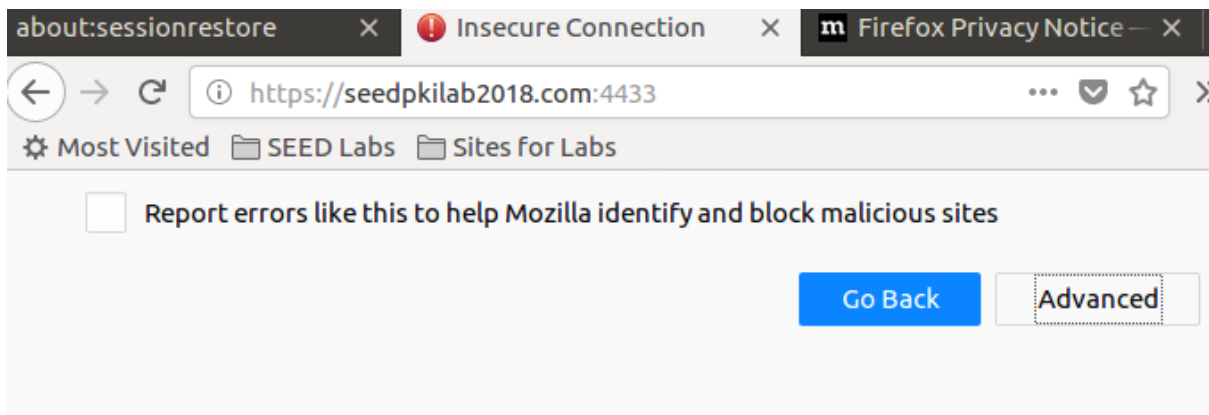 about:sessionrestore Insecure Connection m Firefox Privacy Notice —
https://seedpkilab2018.com:4433
Most Visited SEED Labs Sites for Labs
Report errors like this to help Mozilla identify and block malicious sites
Go Back Advanced